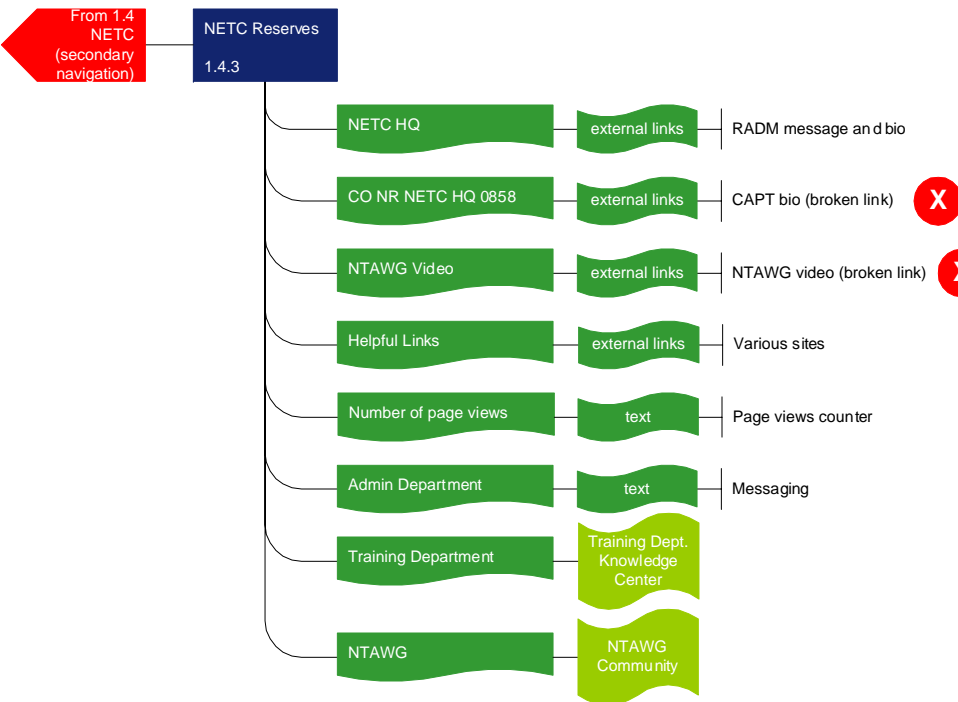 From 1.4
NETC
(secondary
navigation)
NETC Reserves
1.4.3
NETC HQ
external links
RADM message and bio
CO NR NETC HQ 0858
external links
CAPT bio (broken link)
X
NTAWG Video
external links
NTAWG video (broken link)
X
Helpful Links
external links
Various sites
Number of page views
text
Page views counter
Admin Department
text
Messaging
Training Department
Training Dept.
Knowledge
Center
NTAWG
NTAWG
Community